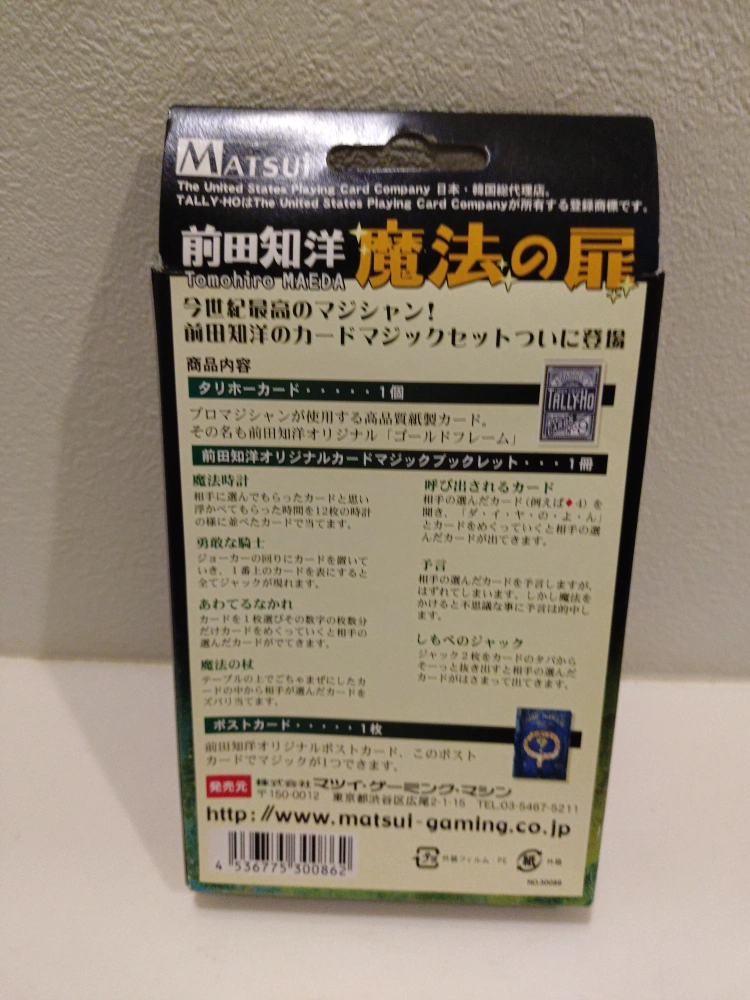 MATSUI
The United States Playing Card Company 日本・韓国総代理店。
TALLY-HOはThe United States Playing Card Companyが所有する登録商標です。
前田知洋 魔法の扉
Tomohiro MAEDA
今世紀最高のマジシャン!
前田知洋のカードマジックセットついに登場
商品内容
タリホーカード・・・・・1個
プロマジシャンが使用する高品質紙製カード。
その名も前田知洋オリジナル「ゴールドフレーム」
TALLY-HO
前田知洋オリジナルカードマジックブックレット・・・1冊
魔法時計
相手に選んでもらったカードと思い
浮かべてもらった時間を12枚の時計
の様に並べたカードで当てます。
勇敢な騎士
ジョーカーの回りにカードを置いて
いき、1番上のカードを表にすると
全てジャックが現れます。
あわてるなかれ
カードを1枚選びその数字の枚数分
だけカードをめくっていくと相手の
選んだカードがでてきます。
魔法の杖
テーブルの上でごちゃまぜにしたカ
ードの中から相手が選んだカードを
ズバリ当てます。
呼び出されるカード
相手の選んだカード(例えば♦4)を
聞き、「ダ・イ・ヤ・の・よ・ん」
とカードをめくっていくと相手の選
んだカードが出てきます。
予言
相手の選んだカードを予言しますが、
はずれてしまいます。しかし魔法を
かけると不思議な事に予言は的中し
ます。
しもべのジャック
ジャック2枚をカードのタバから
そーっと抜き出すと相手の選んだ
カードがはさまって出てきます。
ポストカード・・・・・1枚
前田知洋オリジナルポストカード、このポスト
カードでマジックが1つできます。
発売元 株式会社マツイ・ゲーミング・マシン
〒150-0012 東京都渋谷区広尾2-1-15 TEL.03-5467-5211
http://www.matsui-gaming.co.jp
4 536775 300862
プラ 外装フィルム:PE 紙 外箱